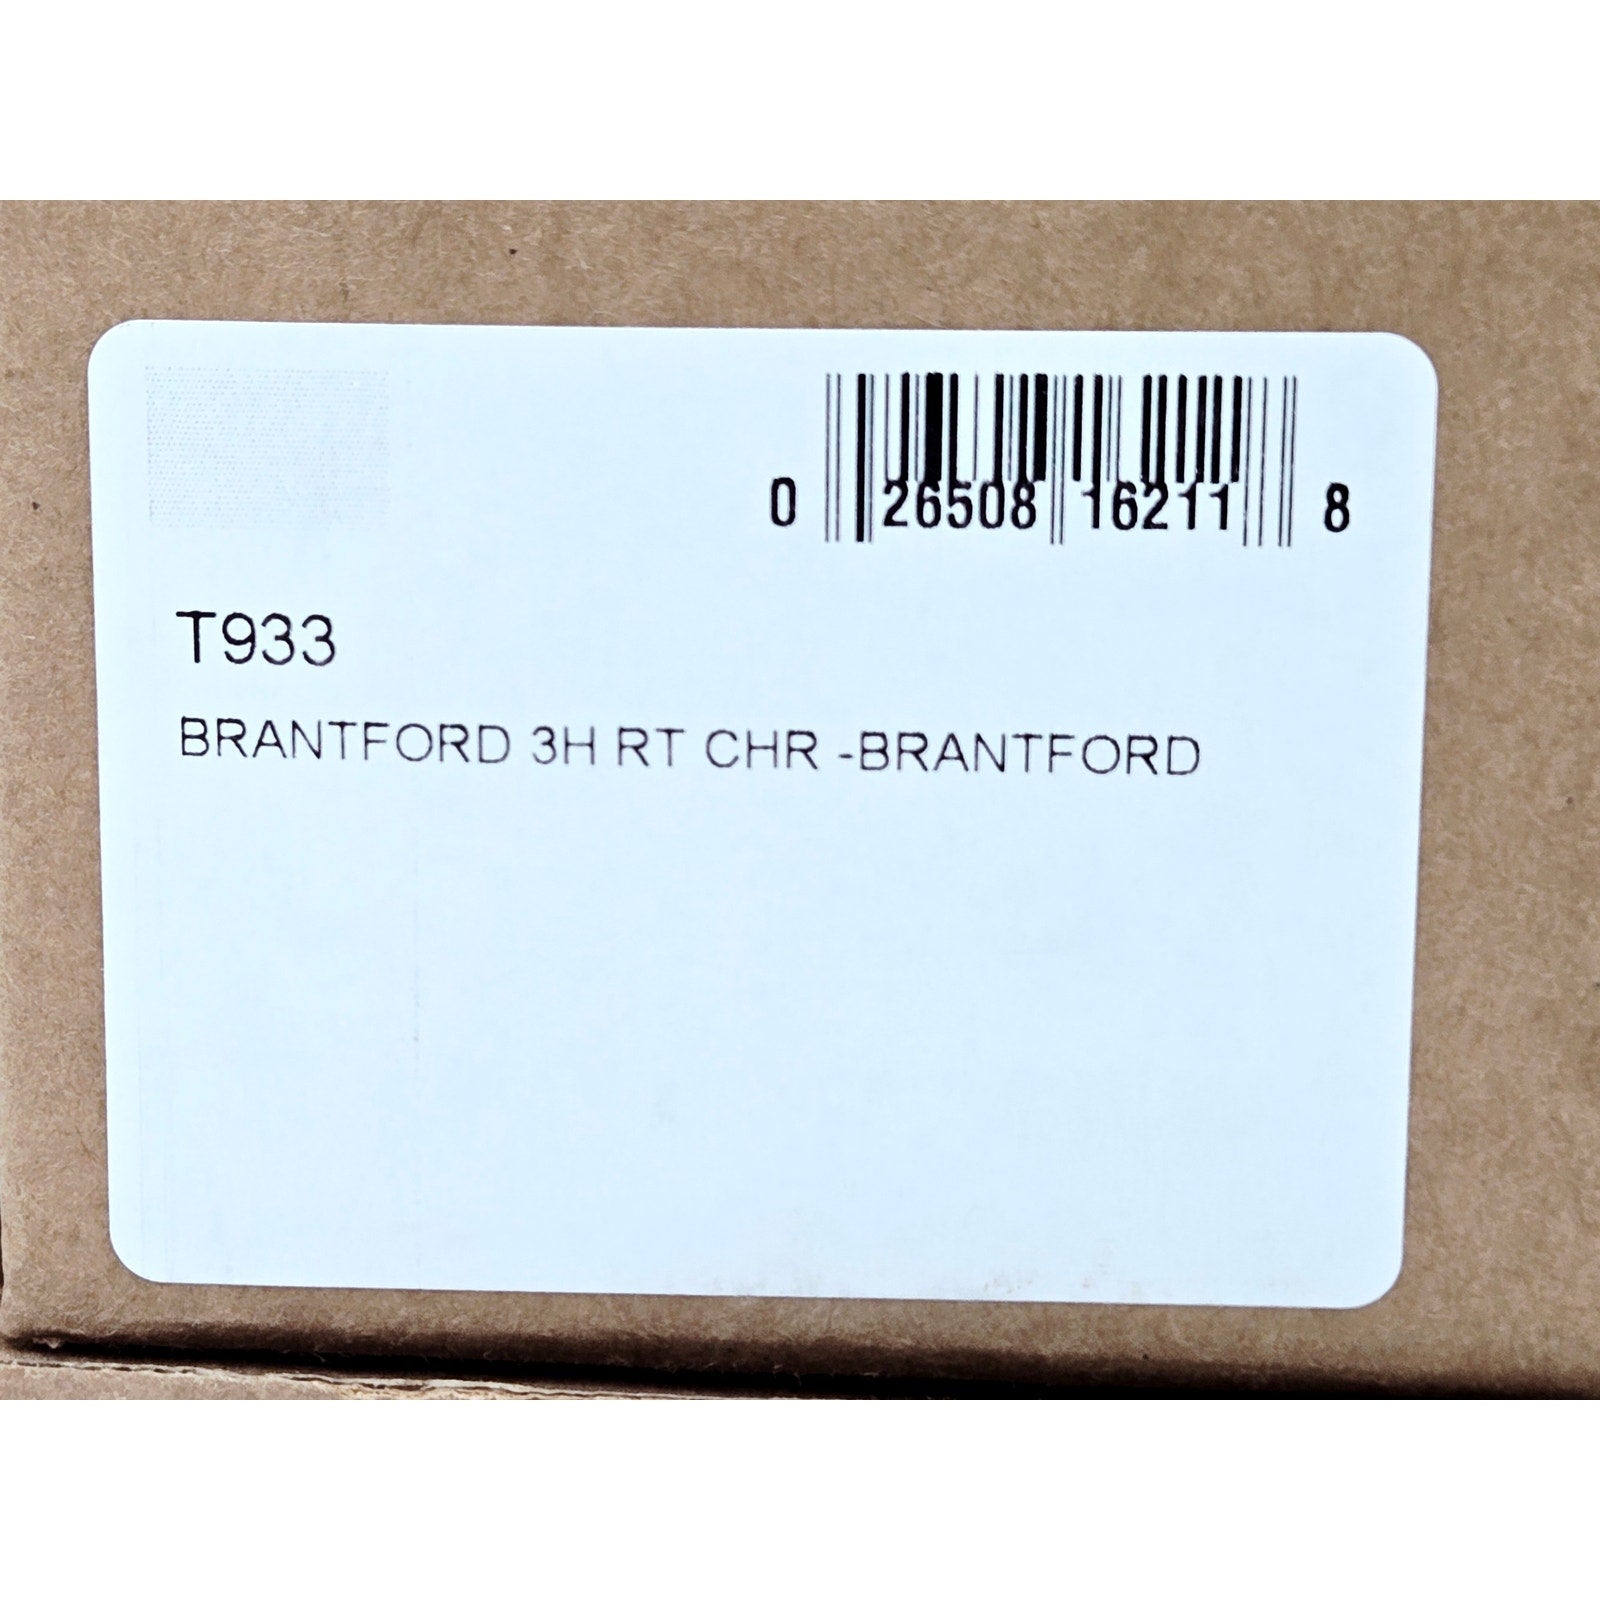 0 26508 16211 8
T933
BRANTFORD 3H RT CHR -BRANTFORD